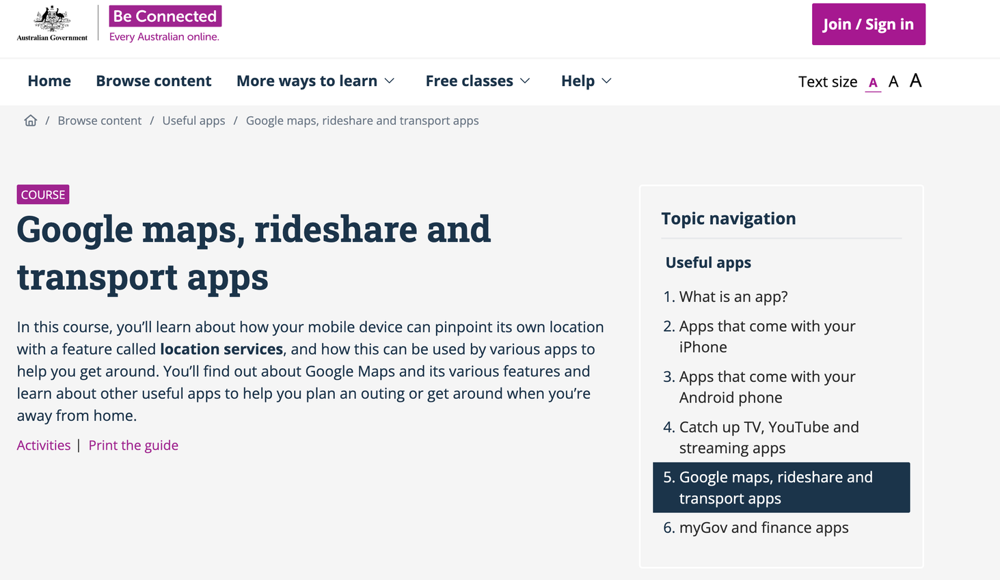 Australian Government
Be Connected
Every Australian online.
Join / Sign in
Home
Browse content
More ways to learn
Free classes
Help
Text size A A A
/ Browse content / Useful apps / Google maps, rideshare and transport apps
COURSE
Google maps, rideshare and
transport apps
In this course, you’ll learn about how your mobile device can pinpoint its own location
with a feature called location services, and how this can be used by various apps to
help you get around. You’ll find out about Google Maps and its various features and
learn about other useful apps to help you plan an outing or get around when you’re
away from home.
Activities | Print the guide
Topic navigation
Useful apps
1. What is an app?
2. Apps that come with your
iPhone
3. Apps that come with your
Android phone
4. Catch up TV, YouTube and
streaming apps
5. Google maps, rideshare and
transport apps
6. myGov and finance apps